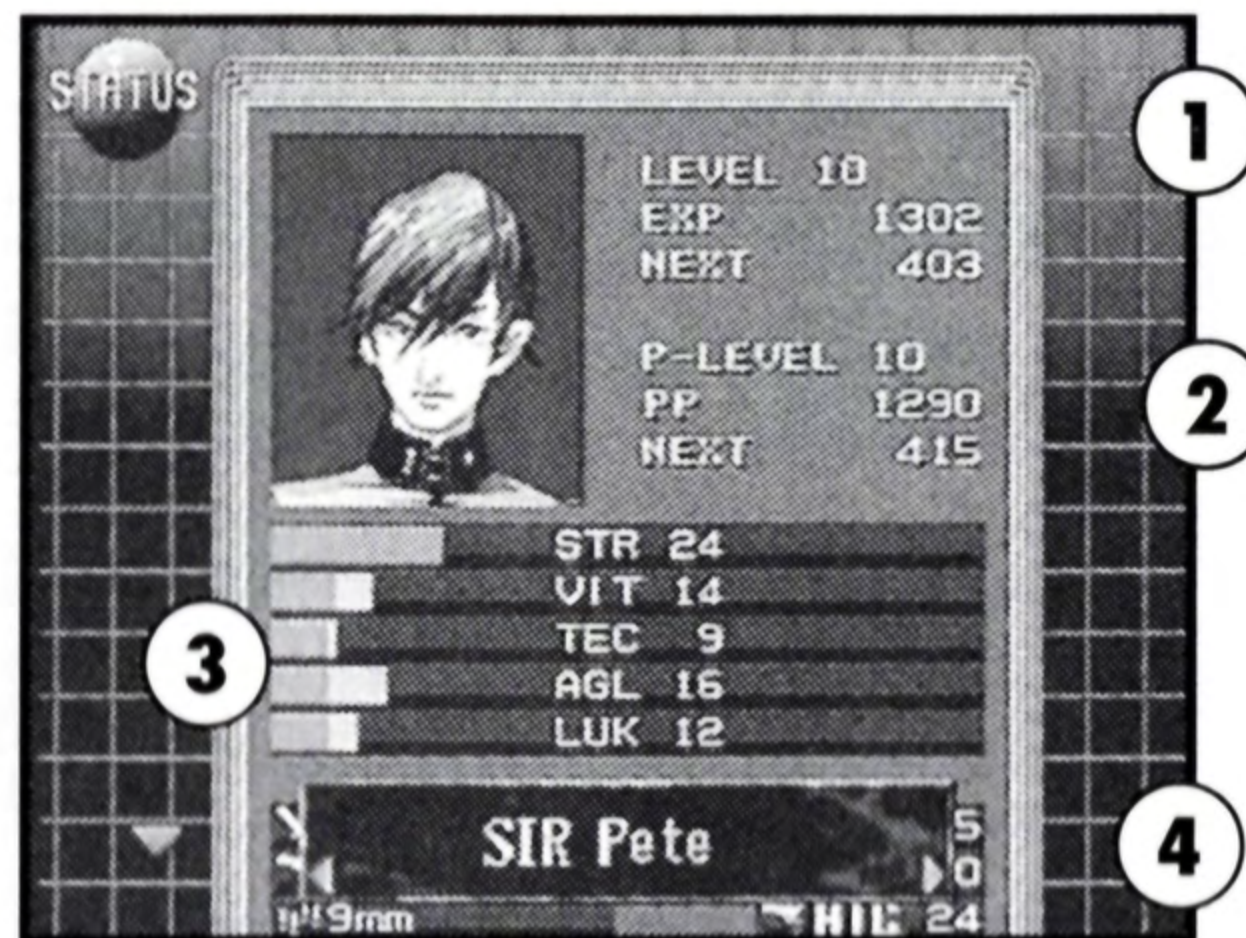 STATUS
1
LEVEL 10
EXP 1302
NEXT 403
P-LEVEL 10
PP 1290
NEXT 415
2
STR 24
VIT 14
3
TEC 9
AGL 16
LUK 12
SIR Pete
5
0
4
9mm
24